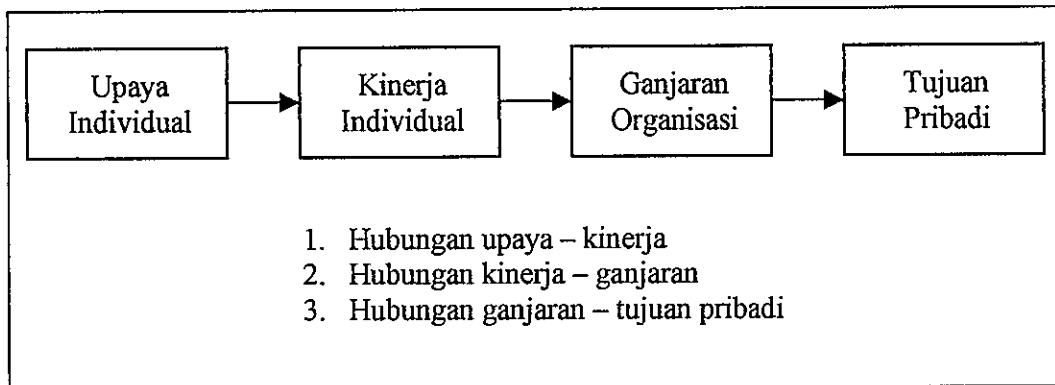 Upaya
Individual
Kinerja
Individual
Ganjaran
Organisasi
Tujuan
Pribadi
1. Hubungan upaya – kinerja
2. Hubungan kinerja – ganjaran
3. Hubungan ganjaran – tujuan pribadi